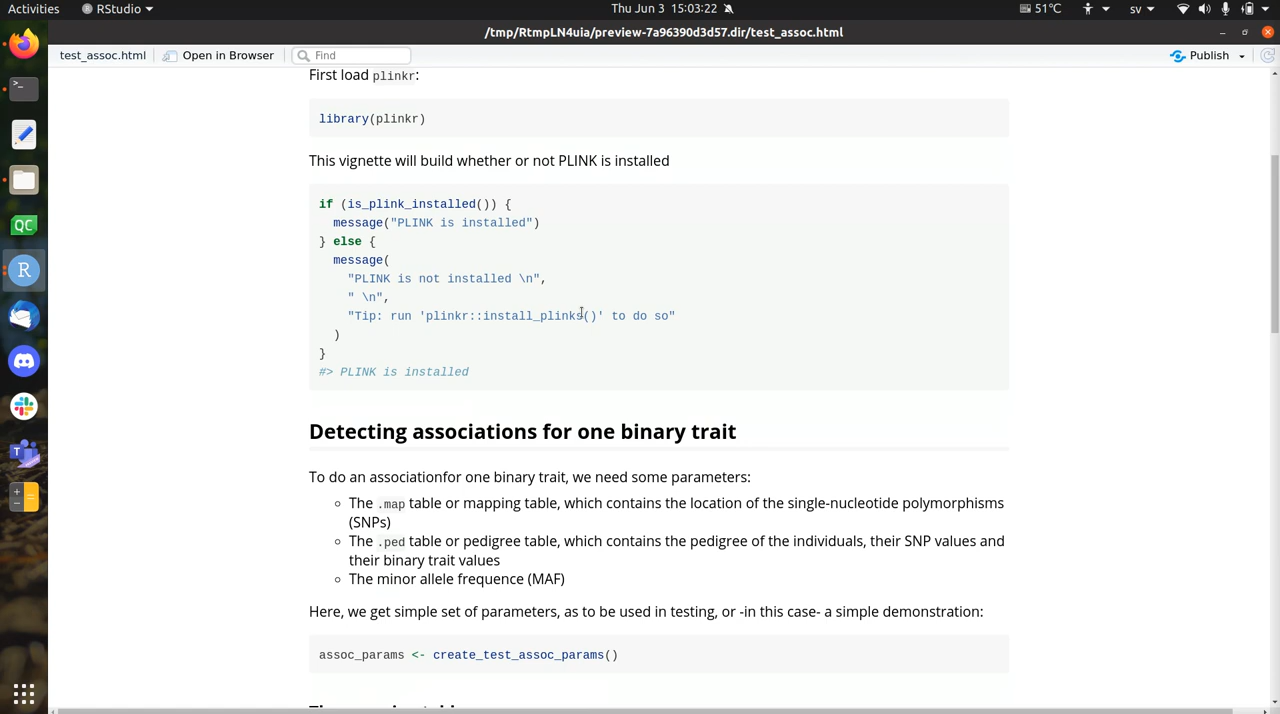 Activities RStudio Thu Jun 3 15:03:22 51°C sv
/tmp/RtmpLN4uia/preview-7a96390d3d57.dir/test_assoc.html
test_assoc.html Open in Browser Find Publish
First load plinkr:
library(plinkr)
This vignette will build whether or not PLINK is installed
if (is_plink_installed()) {
message("PLINK is installed")
} else {
message(
"PLINK is not installed \n",
" \n",
"Tip: run 'plinkr::install_plinks()' to do so"
)
}
#> PLINK is installed
Detecting associations for one binary trait
To do an associationfor one binary trait, we need some parameters:
The .map table or mapping table, which contains the location of the single-nucleotide polymorphisms
(SNPs)
The .ped table or pedigree table, which contains the pedigree of the individuals, their SNP values and
their binary trait values
The minor allele frequence (MAF)
Here, we get simple set of parameters, as to be used in testing, or -in this case- a simple demonstration:
assoc_params <- create_test_assoc_params()